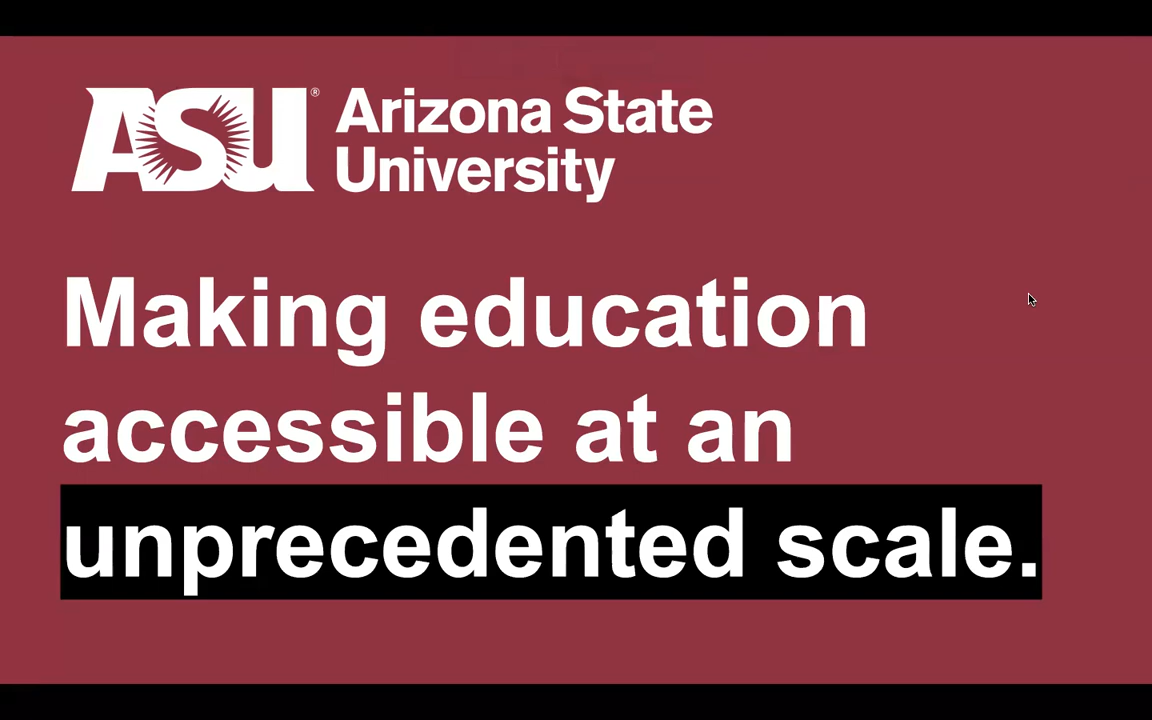 ASU® Arizona State
University
Making education
accessible at an
unprecedented scale.